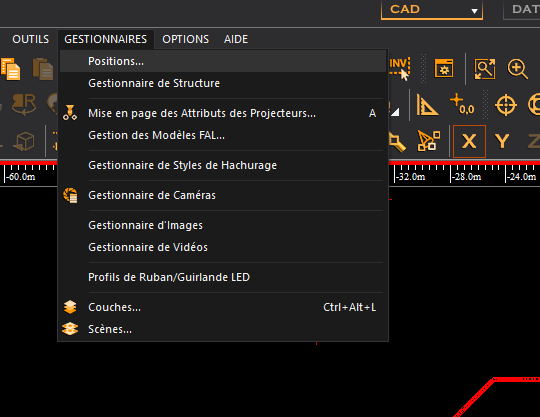 CAD DAT
OUTILS GESTIONNAIRES OPTIONS AIDE
Positions...
INV
Gestionnaire de Structure
0,0
Mise en page des Attributs des Projecteurs... A
Gestion des Modèles FAL...
X Y Z
Gestionnaire de Styles de Hachurage
-60.0m -32.0m -28.0m -24.0m
Gestionnaire de Caméras
Gestionnaire d'Images
Gestionnaire de Vidéos
Profils de Ruban/Guirlande LED
Couches... Ctrl+Alt+L
Scènes...